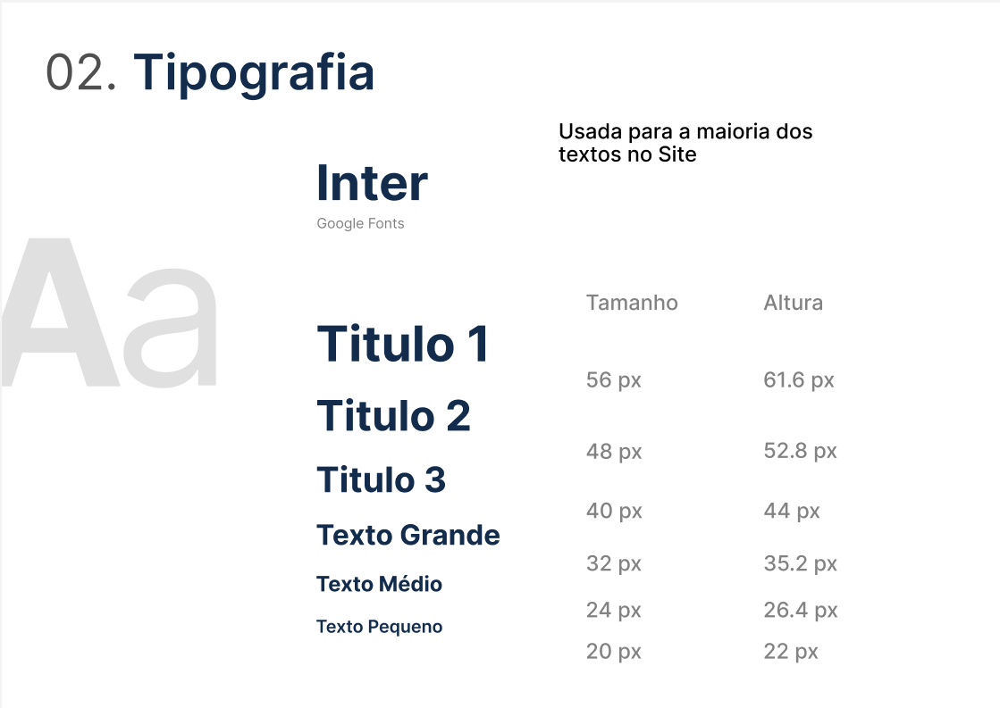 02. Tipografia
Usada para a maioria dos
textos no Site
Inter
Google Fonts
Aa
Tamanho Altura
Titulo 1
56 px 61.6 px
Titulo 2
48 px 52.8 px
Titulo 3
40 px 44 px
Texto Grande
32 px 35.2 px
Texto Médio
24 px 26.4 px
Texto Pequeno
20 px 22 px